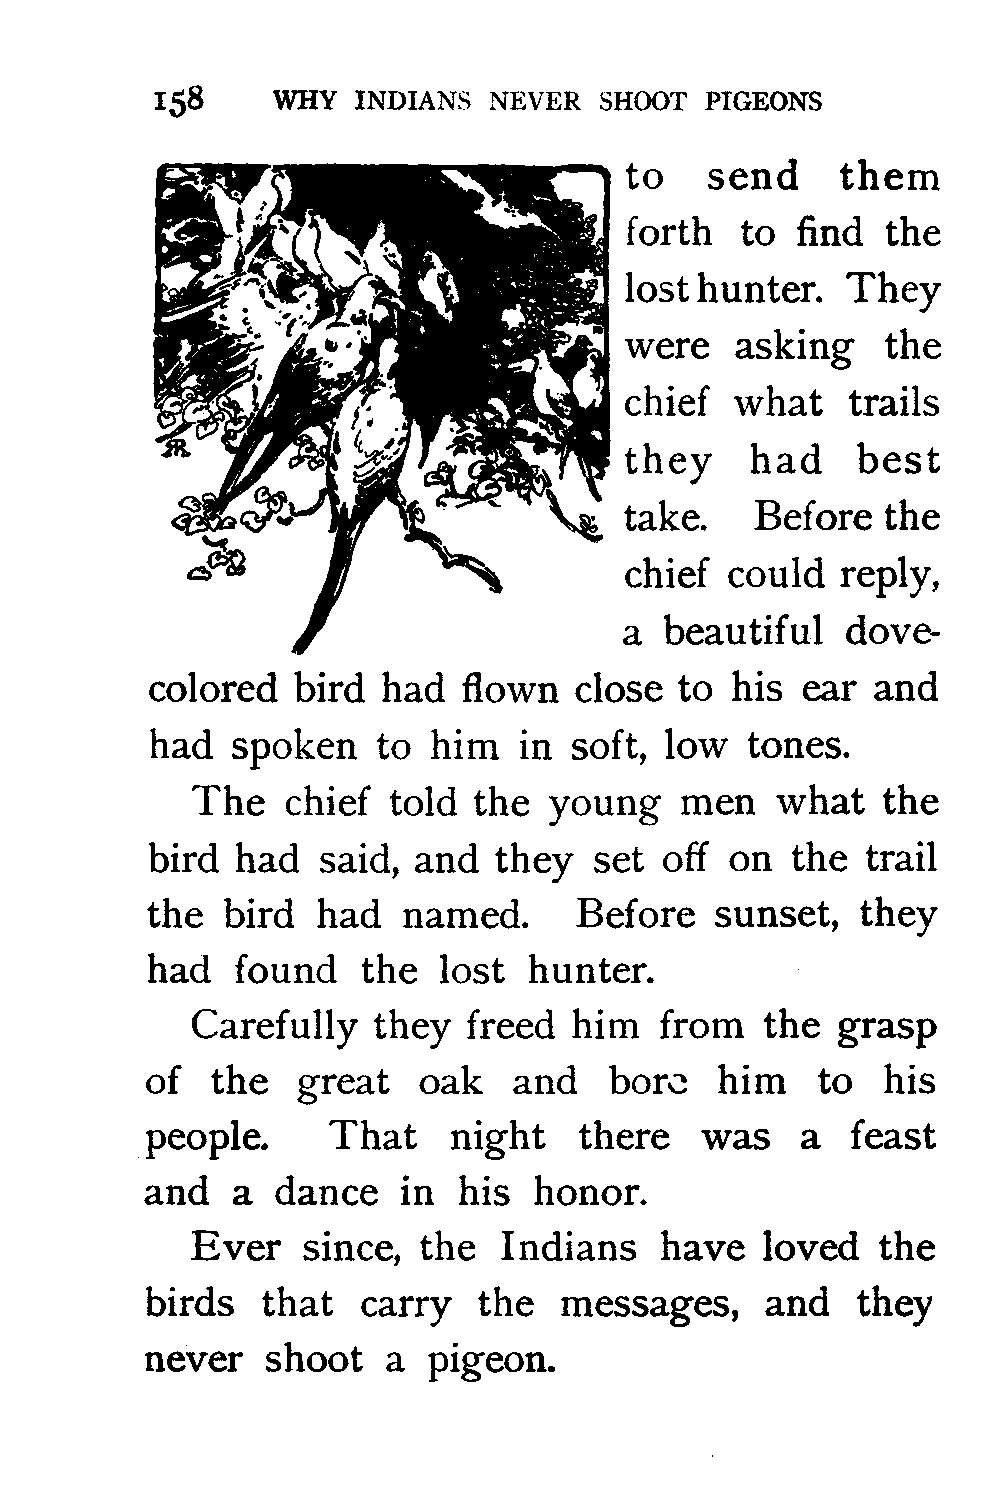 158 WHY INDIANS NEVER SHOOT PIGEONS
to send them
forth to find the
lost hunter. They
were asking the
chief what trails
they had best
take. Before the
chief could reply,
a beautiful dove-
colored bird had flown close to his ear and
had spoken to him in soft, low tones.
The chief told the young men what the
bird had said, and they set off on the trail
the bird had named. Before sunset, they
had found the lost hunter.
Carefully they freed him from the grasp
of the great oak and bore him to his
people. That night there was a feast
and a dance in his honor.
Ever since, the Indians have loved the
birds that carry the messages, and they
never shoot a pigeon.